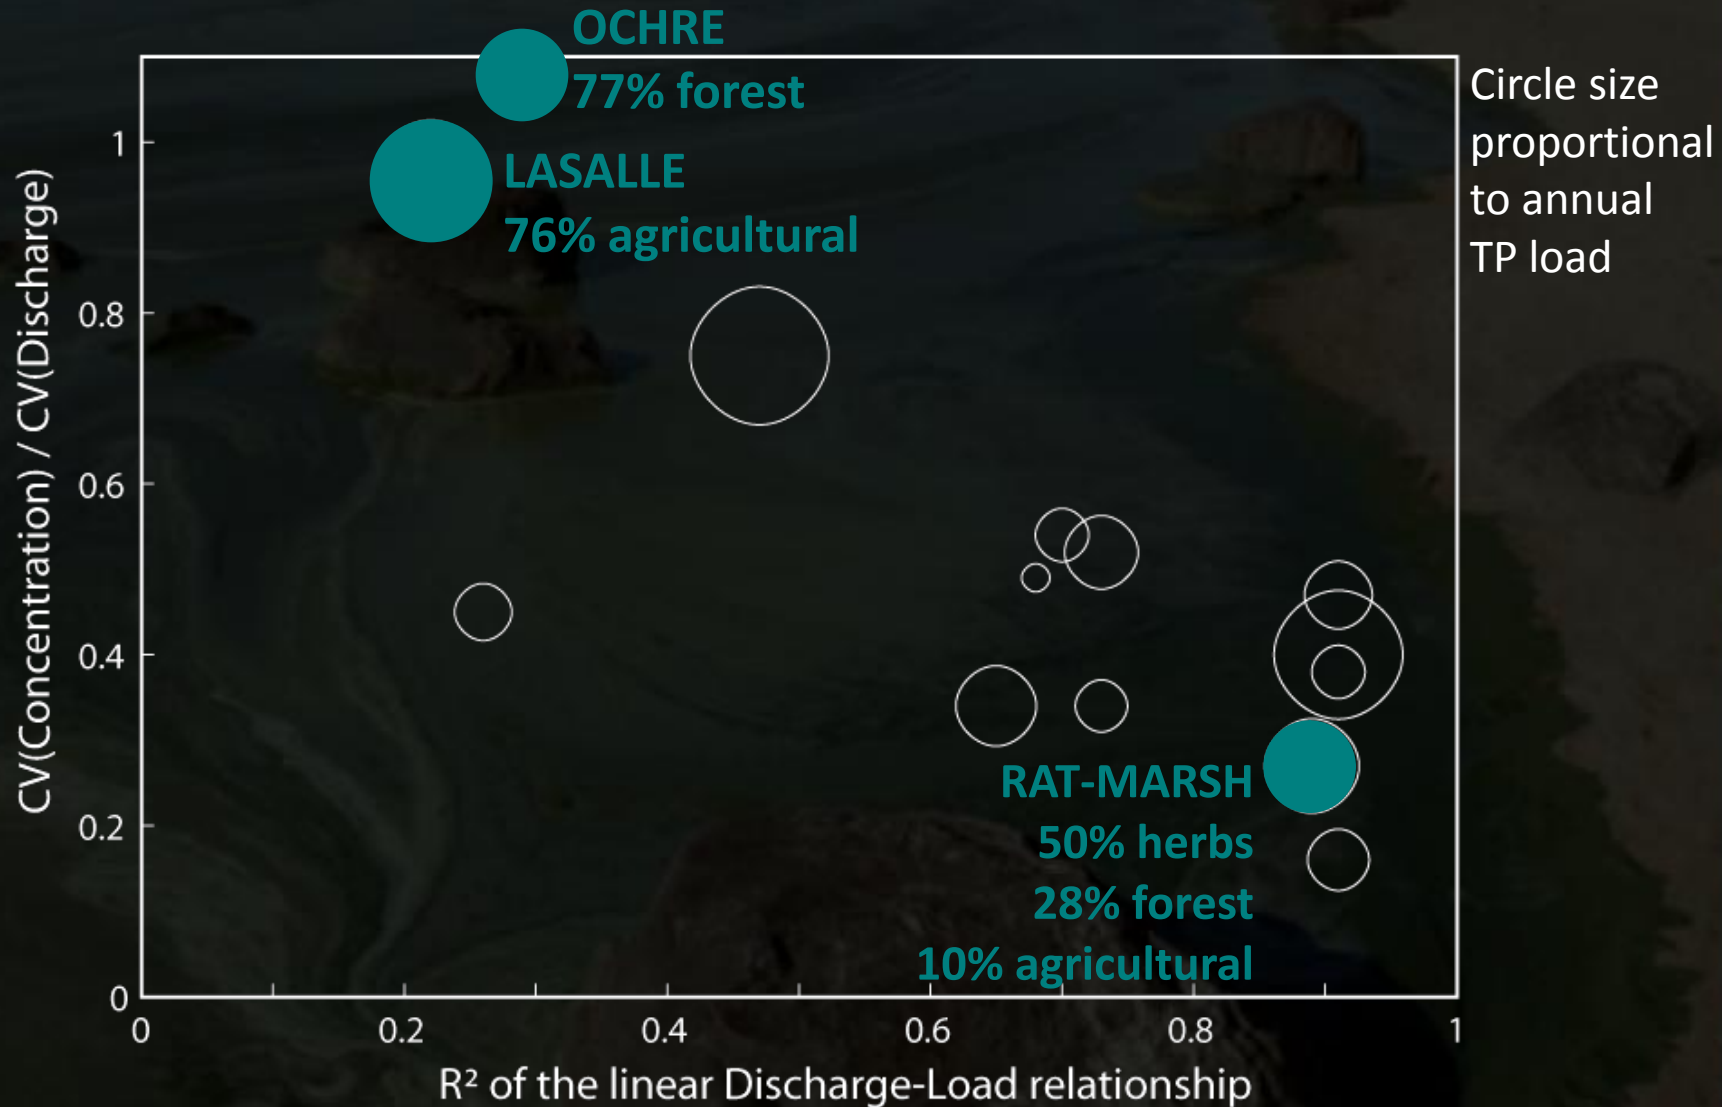 OCHRE
77% forest
LASALLE
76% agricultural
Circle size
proportional
to annual
TP load
CV(Concentration) / CV(Discharge)
1
0.8
0.6
0.4
0.2
0
RAT-MARSH
50% herbs
28% forest
10% agricultural
0
0.2
0.4
0.6
0.8
1
R² of the linear Discharge-Load relationship